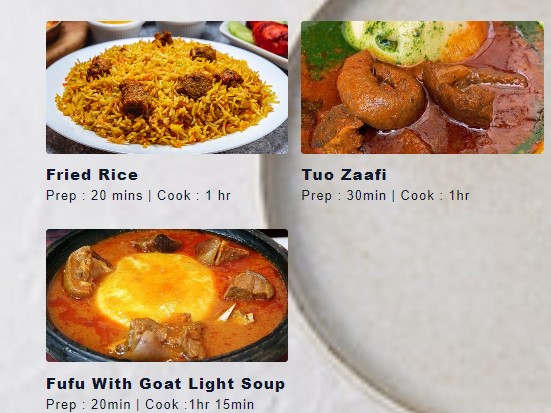 Fried Rice
Prep : 20 mins | Cook : 1 hr
Tuo Zaafi
Prep : 30min | Cook : 1hr
Fufu With Goat Light Soup
Prep : 20min | Cook :1hr 15min